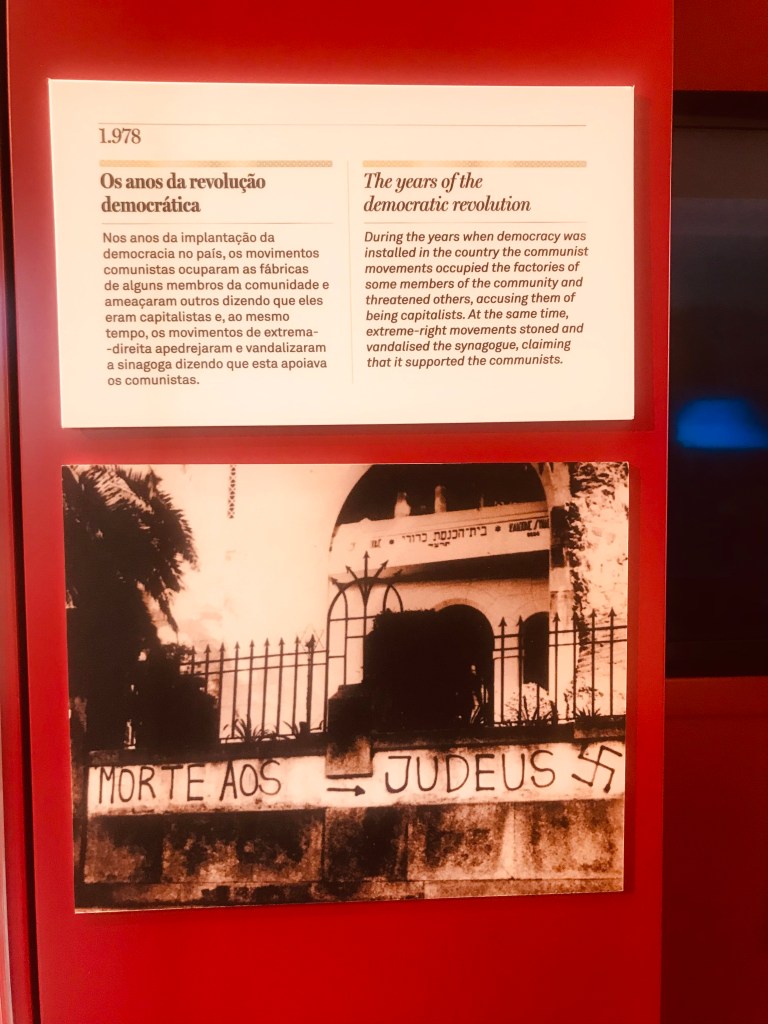 1.978
Os anos da revolução
democrática
Nos anos da implantação da
democracia no país, os movimentos
comunistas ocuparam as fábricas
de alguns membros da comunidade e
ameaçaram outros dizendo que eles
eram capitalistas e, ao mesmo
tempo, os movimentos de extrema-
-direita apedrejaram e vandalizaram
a sinagoga dizendo que esta apoiava
os comunistas.
The years of the
democratic revolution
During the years when democracy was
installed in the country the communist
movements occupied the factories of
some members of the community and
threatened others, accusing them of
being capitalists. At the same time,
extreme-right movements stoned and
vandalised the synagogue, claiming
that it supported the communists.
בית-הכנסת כדורי
MORTE AOS → JUDEUS 卐